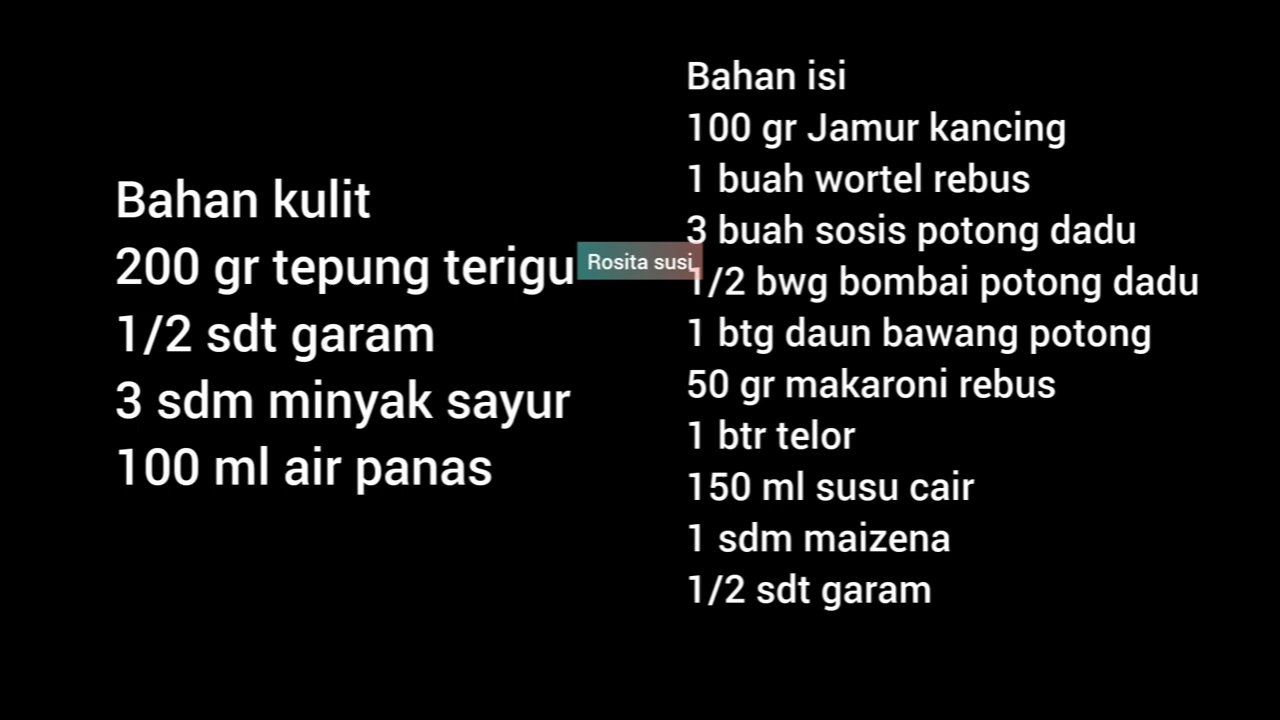 Bahan kulit
200 gr tepung terigu
1/2 sdt garam
3 sdm minyak sayur
100 ml air panas
Rosita susi
Bahan isi
100 gr Jamur kancing
1 buah wortel rebus
3 buah sosis potong dadu
1/2 bwg bombai potong dadu
1 btg daun bawang potong
50 gr makaroni rebus
1 btr telor
150 ml susu cair
1 sdm maizena
1/2 sdt garam